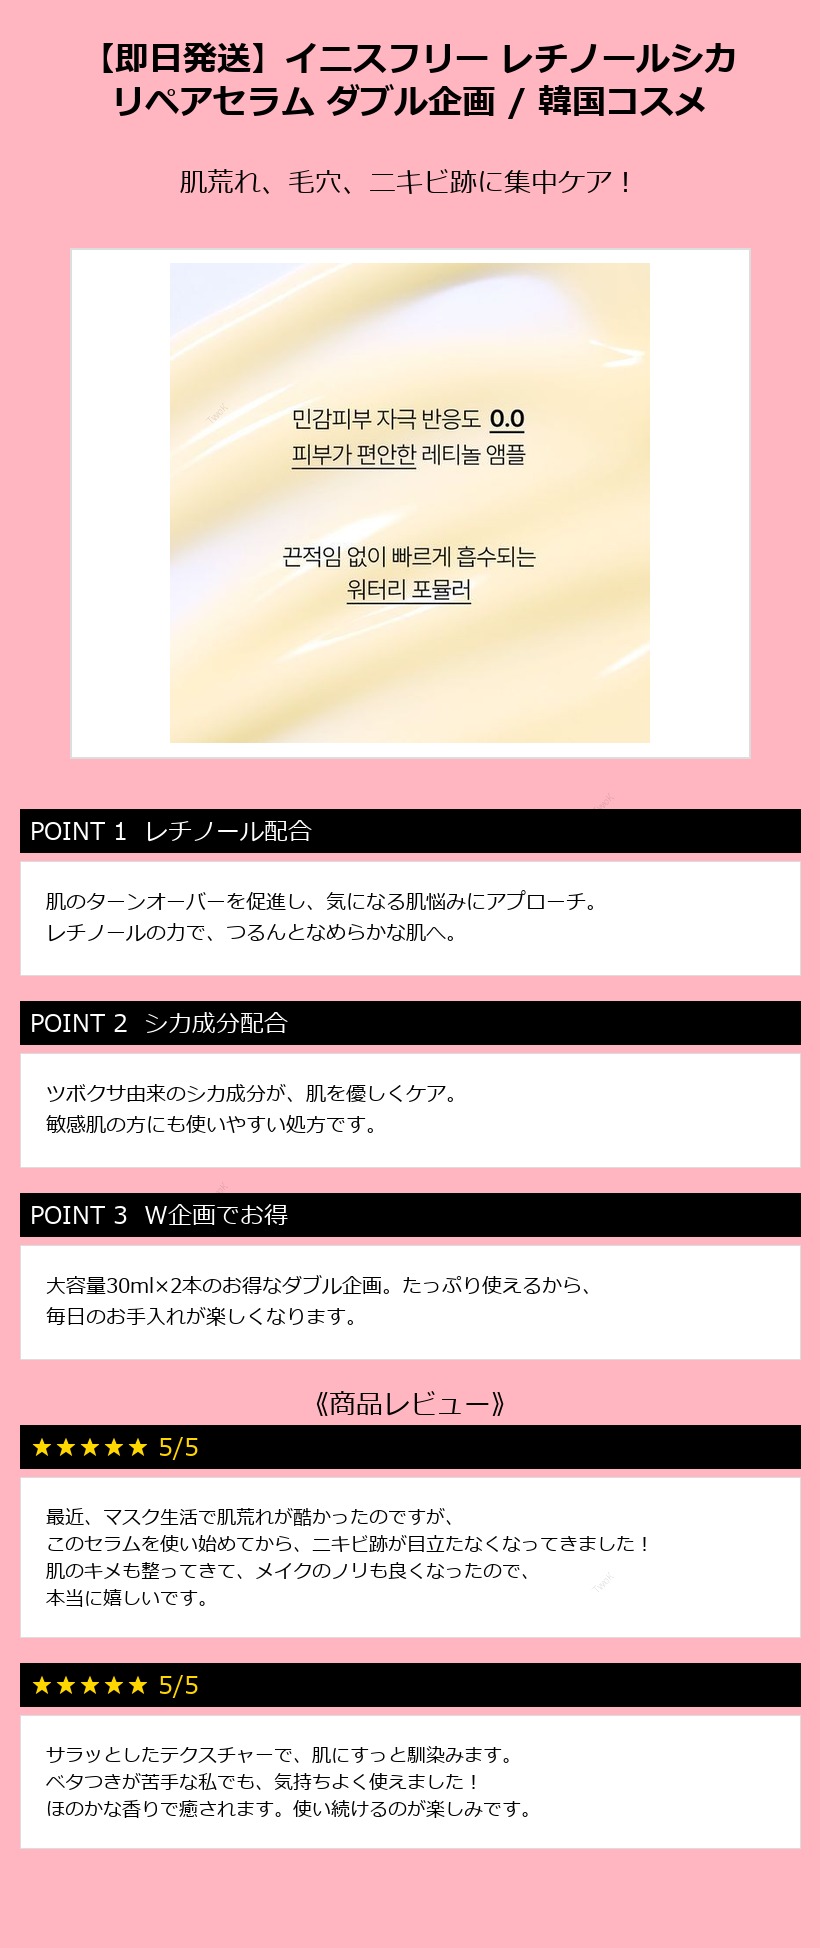 【即日発送】イニスフリー レチノールシカ
リペアセラム ダブル企画 / 韓国コスメ
肌荒れ、毛穴、ニキビ跡に集中ケア！
민감피부 자극 반응도 0.0
피부가 편안한 레티놀 앰플
끈적임 없이 빠르게 흡수되는
워터리 포뮬러
POINT 1 レチノール配合
肌のターンオーバーを促進し、気になる肌悩みにアプローチ。
レチノールの力で、つるんとなめらかな肌へ。
POINT 2 シカ成分配合
ツボクサ由来のシカ成分が、肌を優しくケア。
敏感肌の方にも使いやすい処方です。
POINT 3 W企画でお得
大容量30ml×2本のお得なダブル企画。たっぷり使えるから、
毎日のお手入れが楽しくなります。
《商品レビュー》
★★★★★ 5/5
最近、マスク生活で肌荒れが酷かったのですが、
このセラムを使い始めてから、ニキビ跡が目立たなくなってきました！
肌のキメも整ってきて、メイクのノリも良くなったので、
本当に嬉しいです。
★★★★★ 5/5
サラッとしたテクスチャーで、肌にすっと馴染みます。
ベタつきが苦手な私でも、気持ちよく使えました！
ほのかな香りで癒されます。使い続けるのが楽しみです。